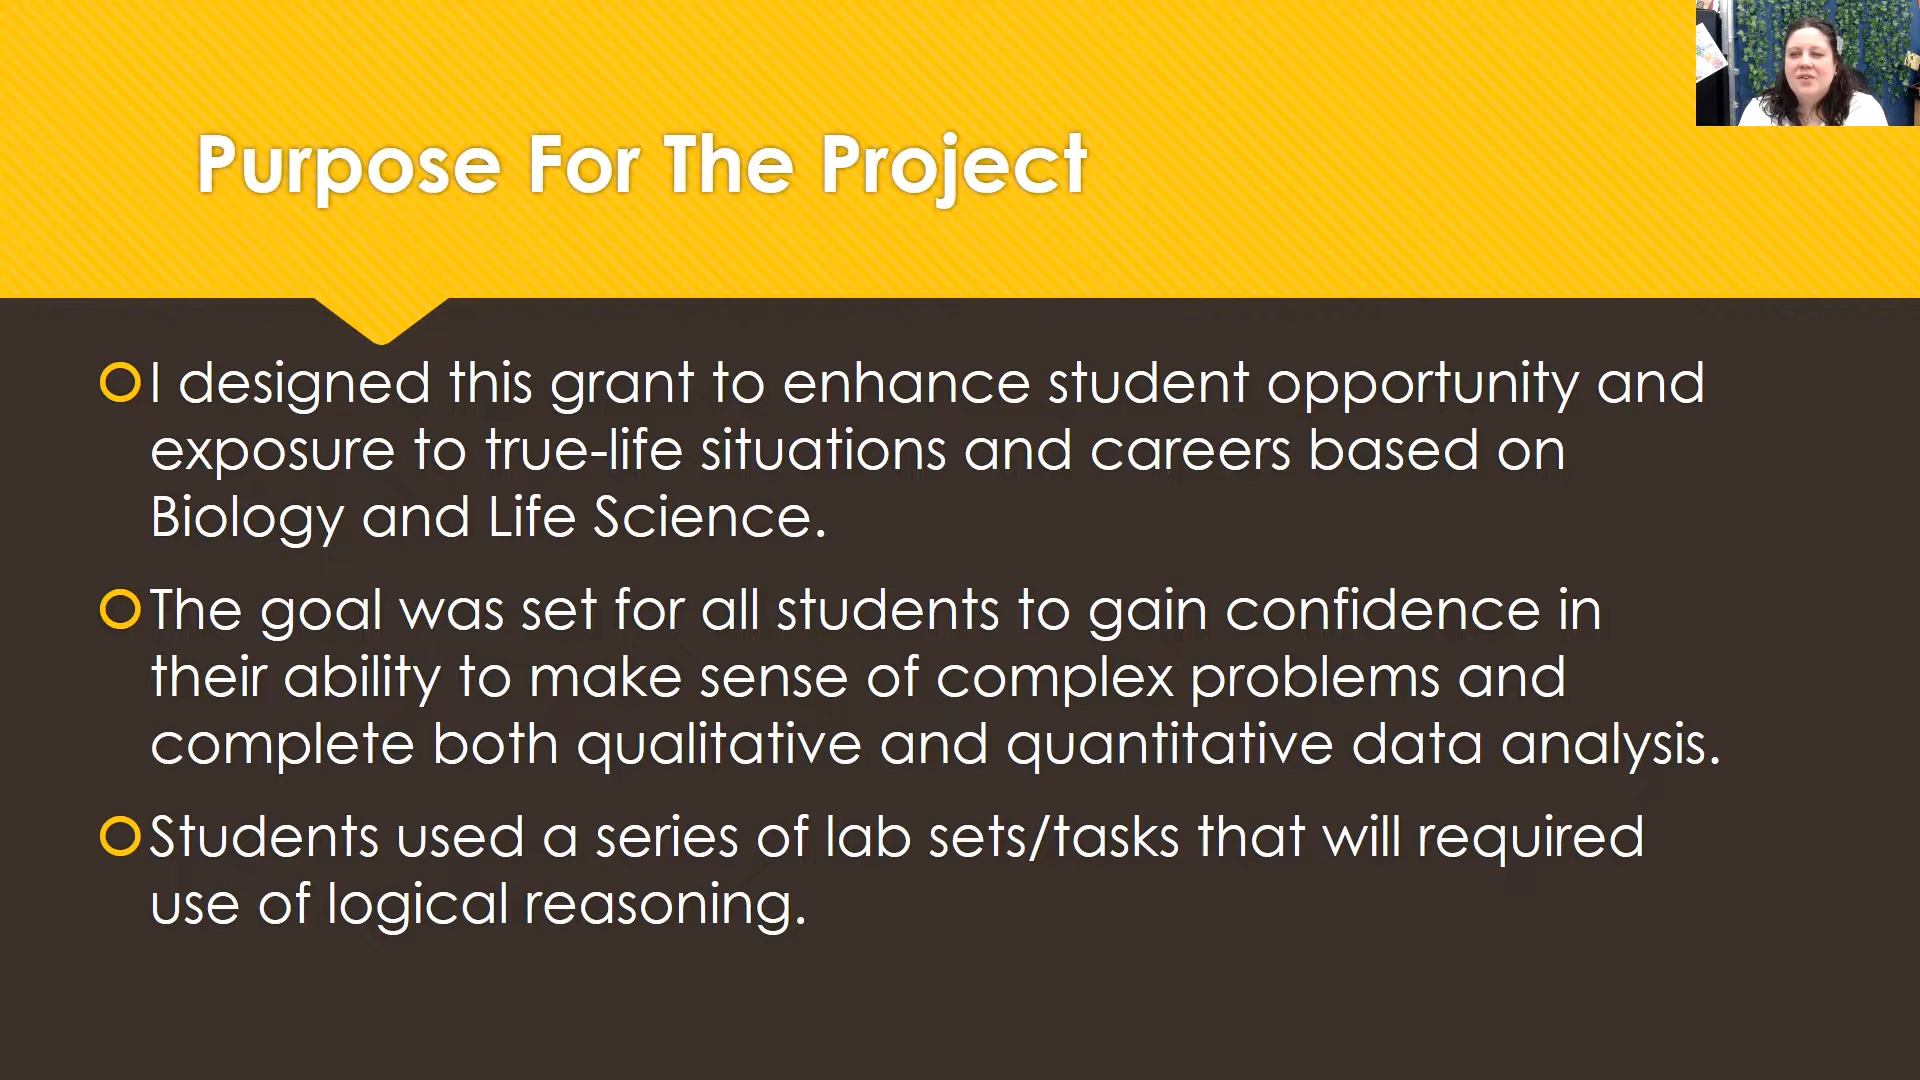 Purpose For The Project
I designed this grant to enhance student opportunity and
exposure to true-life situations and careers based on
Biology and Life Science.
The goal was set for all students to gain confidence in
their ability to make sense of complex problems and
complete both qualitative and quantitative data analysis.
Students used a series of lab sets/tasks that will required
use of logical reasoning.